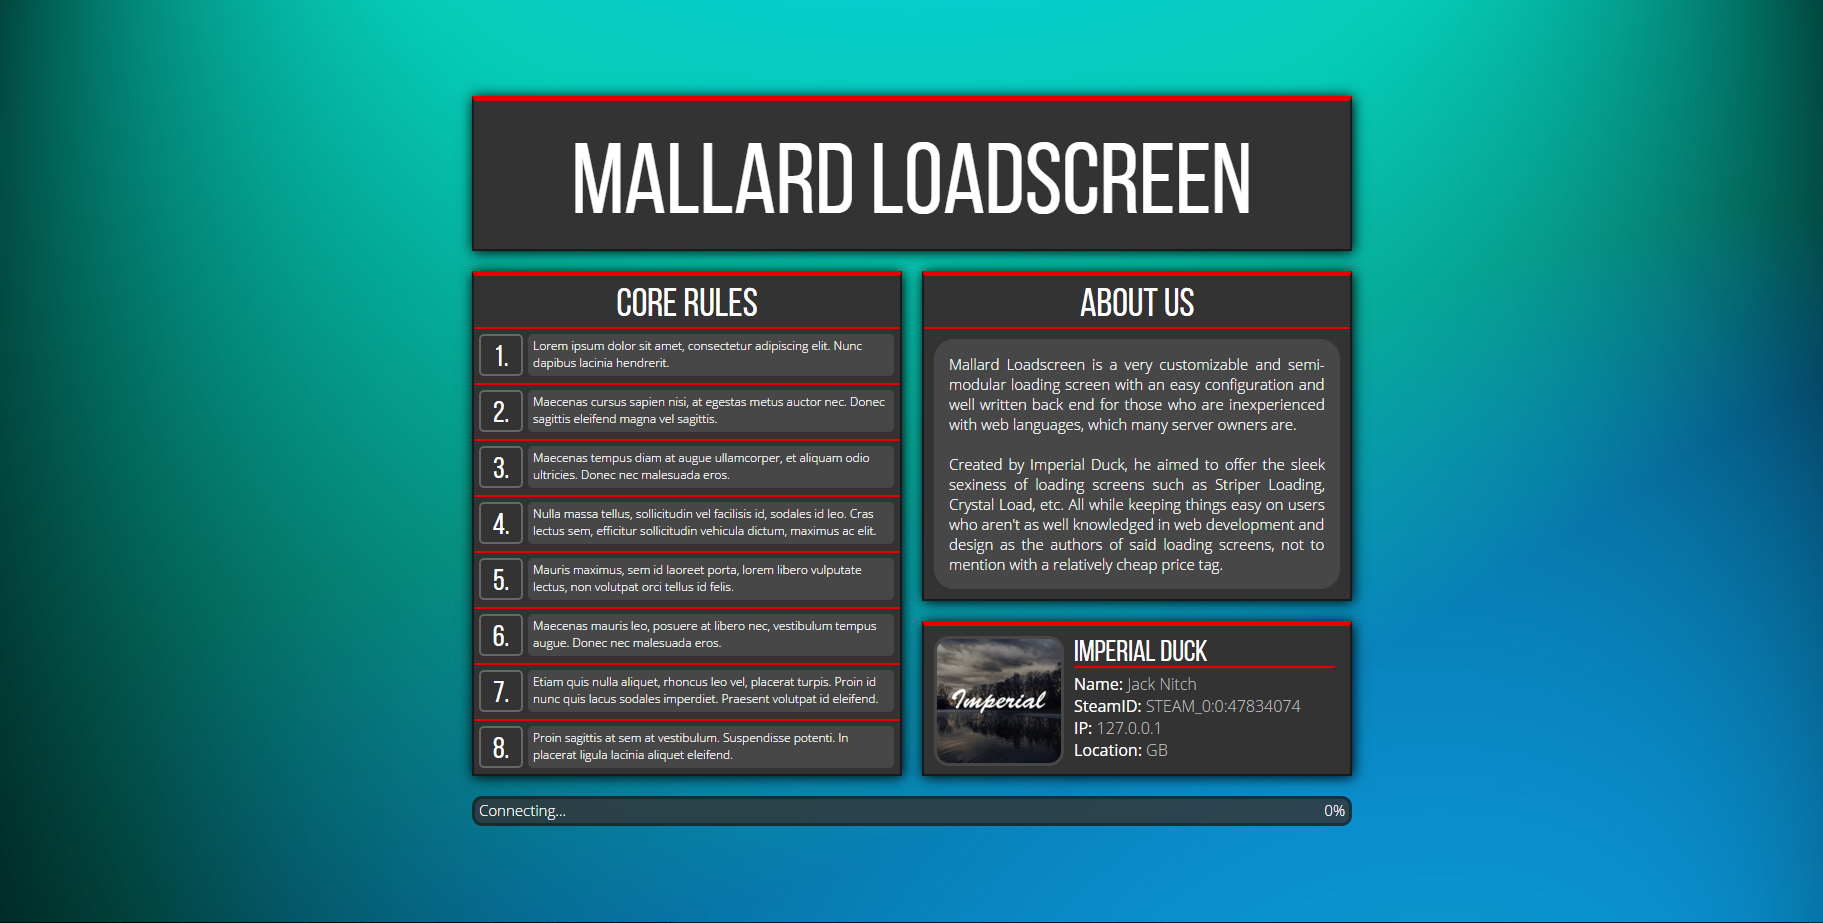 MALLARD LOADSCREEN
CORE RULES
1.
Lorem ipsum dolor sit amet, consectetur adipiscing elit. Nunc
dapibus lacinia hendrerit.
2.
Maecenas cursus sapien nisi, at egestas metus auctor nec. Donec
sagittis eleifend magna vel sagittis.
3.
Maecenas tempus diam at augue ullamcorper, et aliquam odio
ultricies. Donec nec malesuada eros.
4.
Nulla massa tellus, sollicitudin vel facilisis id, sodales id leo. Cras
lectus sem, efficitur sollicitudin vehicula dictum, maximus ac elit.
5.
Mauris maximus, sem id laoreet porta, lorem libero vulputate
lectus, non volutpat orci tellus id felis.
6.
Maecenas mauris leo, posuere at libero nec, vestibulum tempus
augue. Donec nec malesuada eros.
7.
Etiam quis nulla aliquet, rhoncus leo vel, placerat turpis. Proin id
nunc quis lacus sodales imperdiet. Praesent volutpat id eleifend.
8.
Proin sagittis at sem at vestibulum. Suspendisse potenti. In
placerat ligula lacinia aliquet eleifend.
ABOUT US
Mallard Loadscreen is a very customizable and semi-
modular loading screen with an easy configuration and
well written back end for those who are inexperienced
with web languages, which many server owners are.
Created by Imperial Duck, he aimed to offer the sleek
sexiness of loading screens such as Striper Loading,
Crystal Load, etc. All while keeping things easy on users
who aren't as well knowledged in web development and
design as the authors of said loading screens, not to
mention with a relatively cheap price tag.
Imperial
IMPERIAL DUCK
Name: Jack Nitch
SteamID: STEAM_0:0:47834074
IP: 127.0.0.1
Location: GB
Connecting...
0%